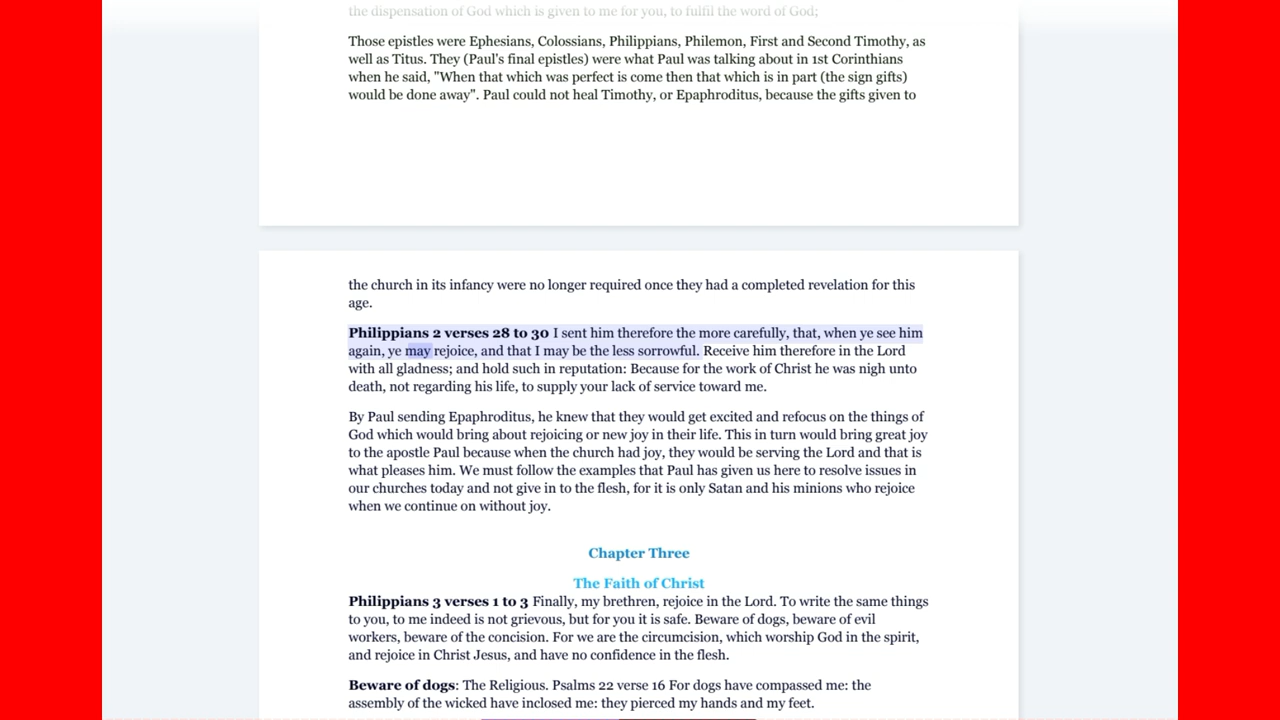 the dispensation of God which is given to me for you, to fulfil the word of God;
Those epistles were Ephesians, Colossians, Philippians, Philemon, First and Second Timothy, as
well as Titus. They (Paul's final epistles) were what Paul was talking about in 1st Corinthians
when he said, "When that which was perfect is come then that which is in part (the sign gifts)
would be done away". Paul could not heal Timothy, or Epaphroditus, because the gifts given to
the church in its infancy were no longer required once they had a completed revelation for this
age.
Philippians 2 verses 28 to 30 I sent him therefore the more carefully, that, when ye see him
again, ye may rejoice, and that I may be the less sorrowful. Receive him therefore in the Lord
with all gladness; and hold such in reputation: Because for the work of Christ he was nigh unto
death, not regarding his life, to supply your lack of service toward me.
By Paul sending Epaphroditus, he knew that they would get excited and refocus on the things of
God which would bring about rejoicing or new joy in their life. This in turn would bring great joy
to the apostle Paul because when the church had joy, they would be serving the Lord and that is
what pleases him. We must follow the examples that Paul has given us here to resolve issues in
our churches today and not give in to the flesh, for it is only Satan and his minions who rejoice
when we continue on without joy.
Chapter Three
The Faith of Christ
Philippians 3 verses 1 to 3 Finally, my brethren, rejoice in the Lord. To write the same things
to you, to me indeed is not grievous, but for you it is safe. Beware of dogs, beware of evil
workers, beware of the concision. For we are the circumcision, which worship God in the spirit,
and rejoice in Christ Jesus, and have no confidence in the flesh.
Beware of dogs: The Religious. Psalms 22 verse 16 For dogs have compassed me: the
assembly of the wicked have inclosed me: they pierced my hands and my feet.